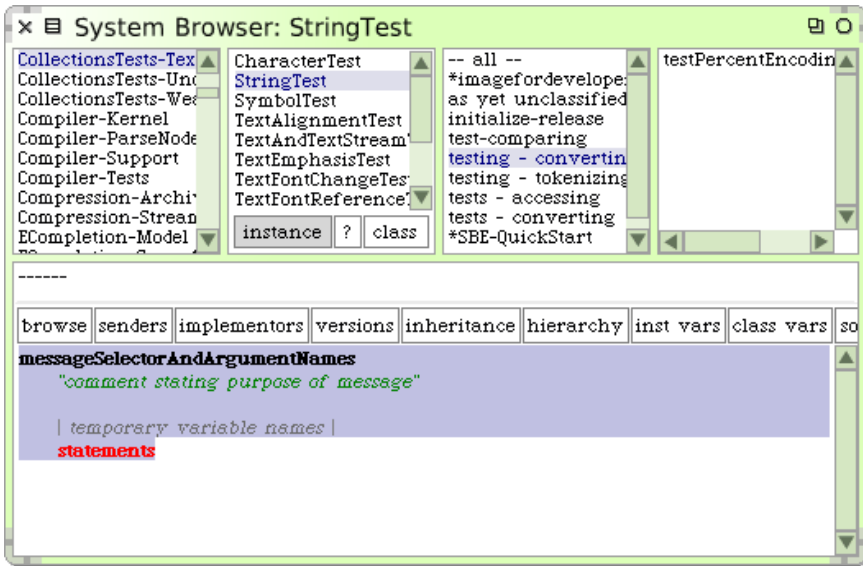 System Browser: StringTest
CollectionsTests-Tex
CollectionsTests-Unc
CollectionsTests-Wea
Compiler-Kernel
Compiler-ParseNode
Compiler-Support
Compiler-Tests
Compression-Archiv
Compression-Stream
ECompletion-Model
CharacterTest
StringTest
SymbolTest
TextAlignmentTest
TextAndTextStreamT
TextEmphasisTest
TextFontChangeTes
TextFontReferenceT
instance ? class
-- all --
*imagefordevelope
as yet unclassified
initialize-release
test-comparing
testing - convertin
testing - tokenizing
tests - accessing
tests - converting
*SBE-QuickStart
testPercentEncodin
------
browse senders implementors versions inheritance hierarchy inst vars class vars so
messageSelectorAndArgumentNames
"comment stating purpose of message"
| temporary variable names |
statements